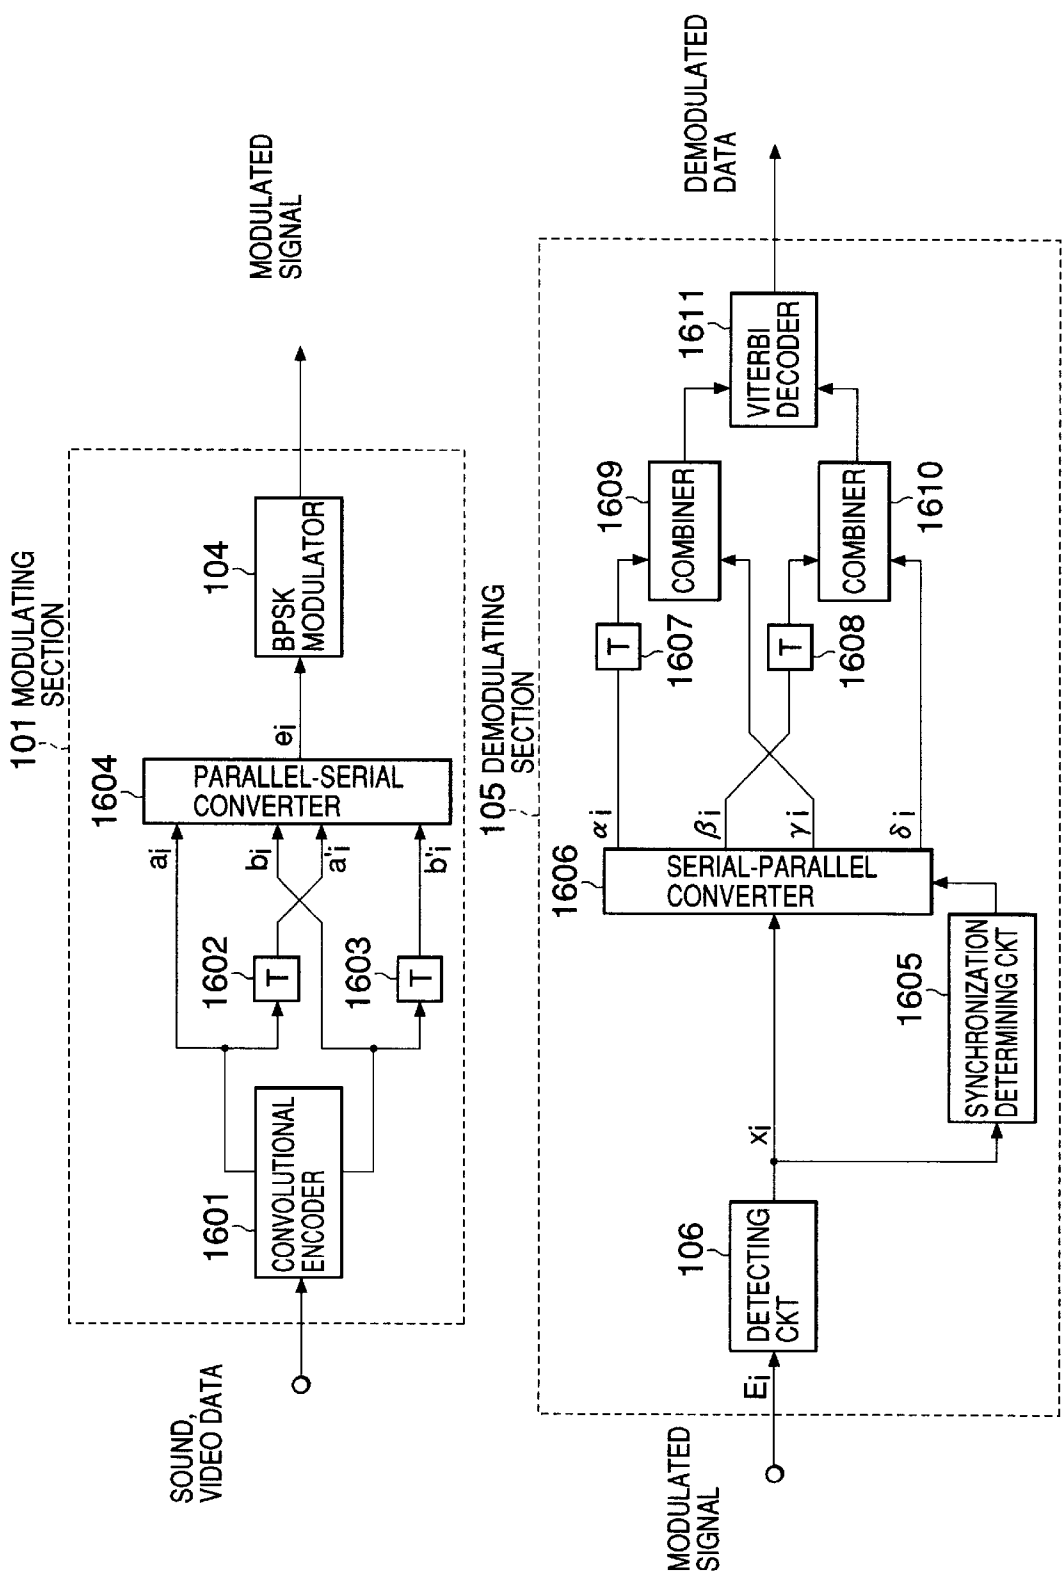 101 MODULATING
SECTION
SOUND,
VIDEO DATA
1601
CONVOLUTIONAL
ENCODER
1602
T
1603
T
ai
bi
a'i
b'i
1604
PARALLEL-SERIAL
CONVERTER
ei
104
BPSK
MODULATOR
MODULATED
SIGNAL
105 DEMODULATING
SECTION
MODULATED
SIGNAL
Ei
106
DETECTING
CKT
xi
1605
SYNCHRONIZATION
DETERMINING CKT
1606
SERIAL-PARALLEL
CONVERTER
αi
βi
γi
δi
T
1607
T
1608
1609
COMBINER
COMBINER
1610
1611
VITERBI
DECODER
DEMODULATED
DATA